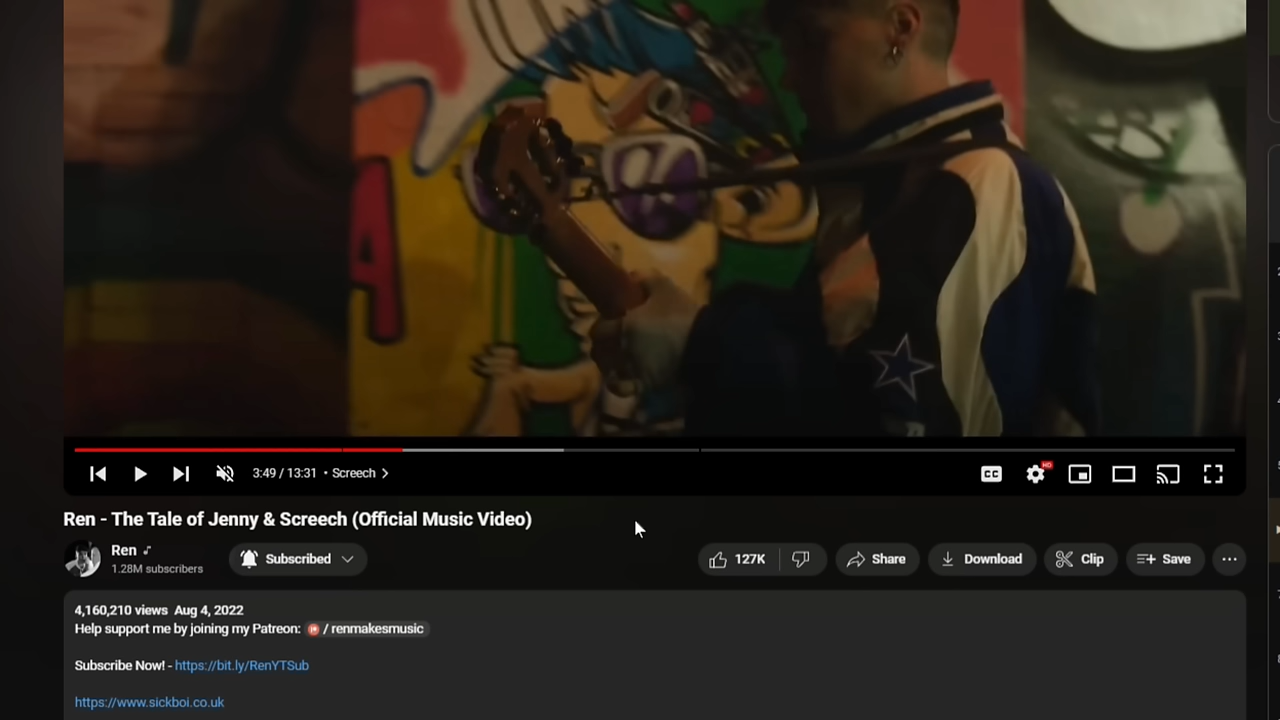 A
3:49 / 13:31 • Screech
CC
HD
Ren - The Tale of Jenny & Screech (Official Music Video)
Ren
1.28M subscribers
Subscribed
127K
Share
Download
Clip
Save
4,160,210 views Aug 4, 2022
Help support me by joining my Patreon: / renmakesmusic
Subscribe Now! - https://bit.ly/RenYTSub
https://www.sickboi.co.uk